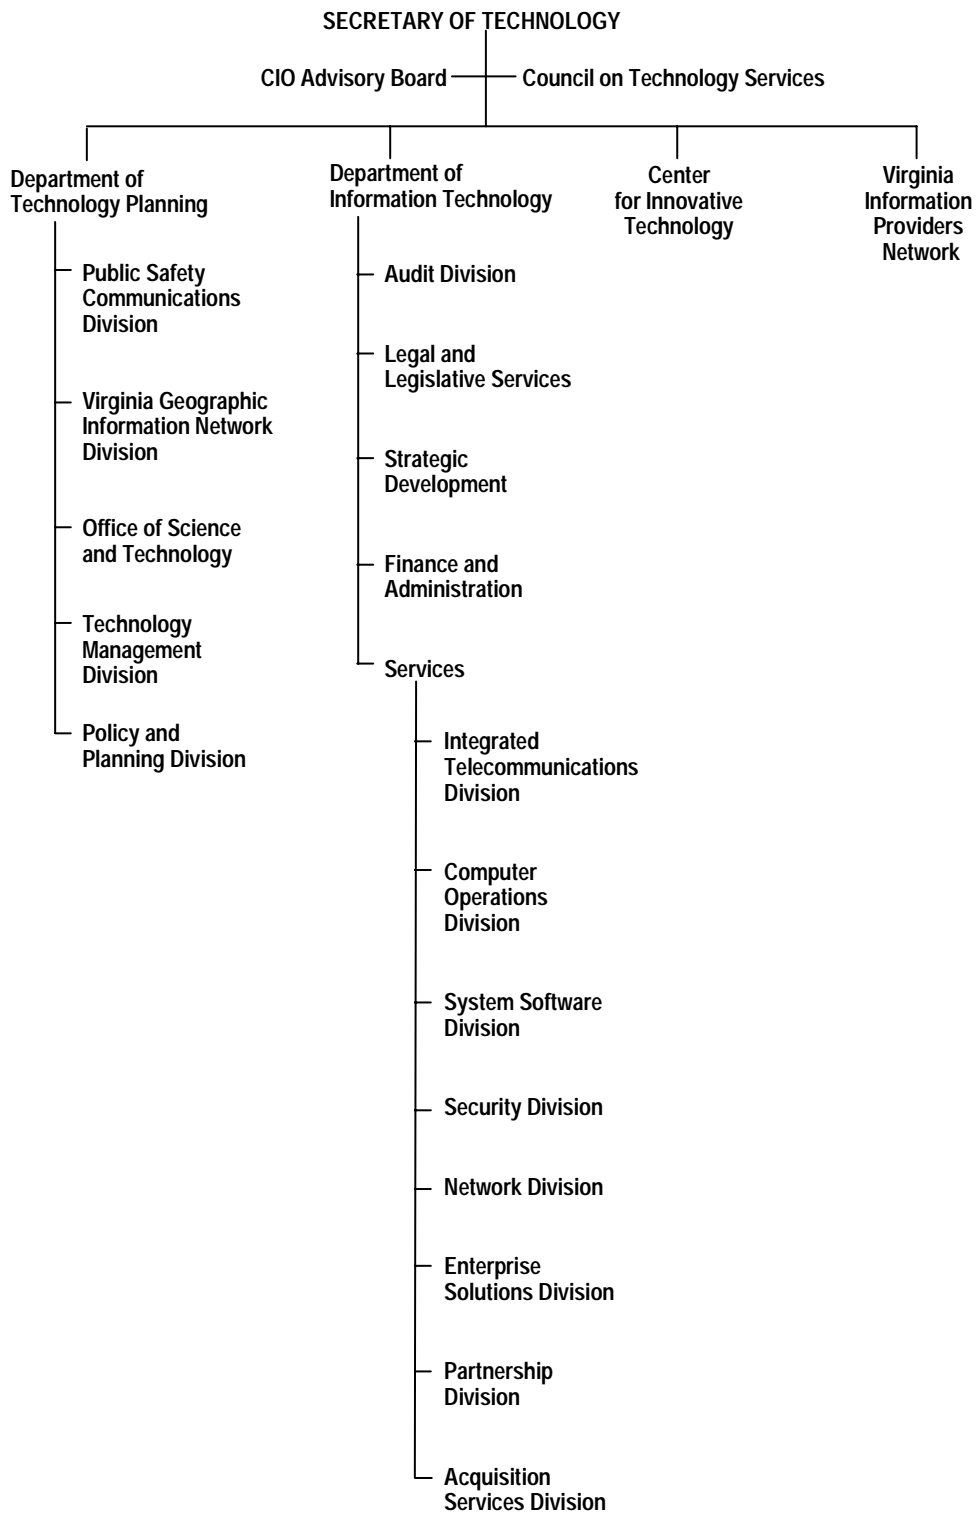 SECRETARY OF TECHNOLOGY
CIO Advisory Board
Council on Technology Services
Department of
Technology Planning
Public Safety
Communications
Division
Virginia Geographic
Information Network
Division
Office of Science
and Technology
Technology
Management
Division
Policy and
Planning Division
Department of
Information Technology
Audit Division
Legal and
Legislative Services
Strategic
Development
Finance and
Administration
Services
Integrated
Telecommunications
Division
Computer
Operations
Division
System Software
Division
Security Division
Network Division
Enterprise
Solutions Division
Partnership
Division
Acquisition
Services Division
Center
for Innovative
Technology
Virginia
Information
Providers
Network